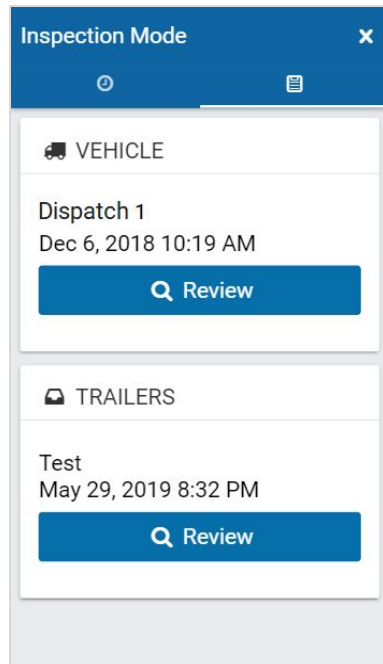 Inspection Mode
VEHICLE
Dispatch 1
Dec 6, 2018 10:19 AM
Review
TRAILERS
Test
May 29, 2019 8:32 PM
Review